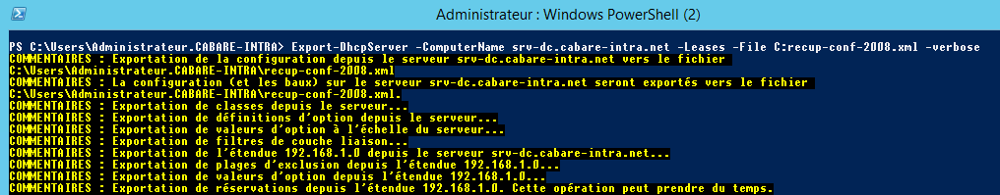 Administrateur : Windows PowerShell (2)
PS C:\Users\Administrateur.CABARE-INTRA> Export-DhcpServer -ComputerName srv-dc.cabare-intra.net -Leases -File C:recup-conf-2008.xml -verbose
COMMENTAIRES : Exportation de la configuration depuis le serveur srv-dc.cabare-intra.net vers le fichier
C:\Users\Administrateur.CABARE-INTRA\recup-conf-2008.xml
COMMENTAIRES : La configuration (et les baux) sur le serveur srv-dc.cabare-intra.net seront exportés vers le fichier
C:\Users\Administrateur.CABARE-INTRA\recup-conf-2008.xml.
COMMENTAIRES : Exportation de classes depuis le serveur...
COMMENTAIRES : Exportation de définitions d'option depuis le serveur...
COMMENTAIRES : Exportation de valeurs d'option à l'échelle du serveur...
COMMENTAIRES : Exportation de filtres de couche liaison...
COMMENTAIRES : Exportation de l'étendue 192.168.1.0 depuis le serveur srv-dc.cabare-intra.net...
COMMENTAIRES : Exportation de plages d'exclusion depuis l'étendue 192.168.1.0...
COMMENTAIRES : Exportation de valeurs d'option depuis l'étendue 192.168.1.0...
COMMENTAIRES : Exportation de réservations depuis l'étendue 192.168.1.0. Cette opération peut prendre du temps.